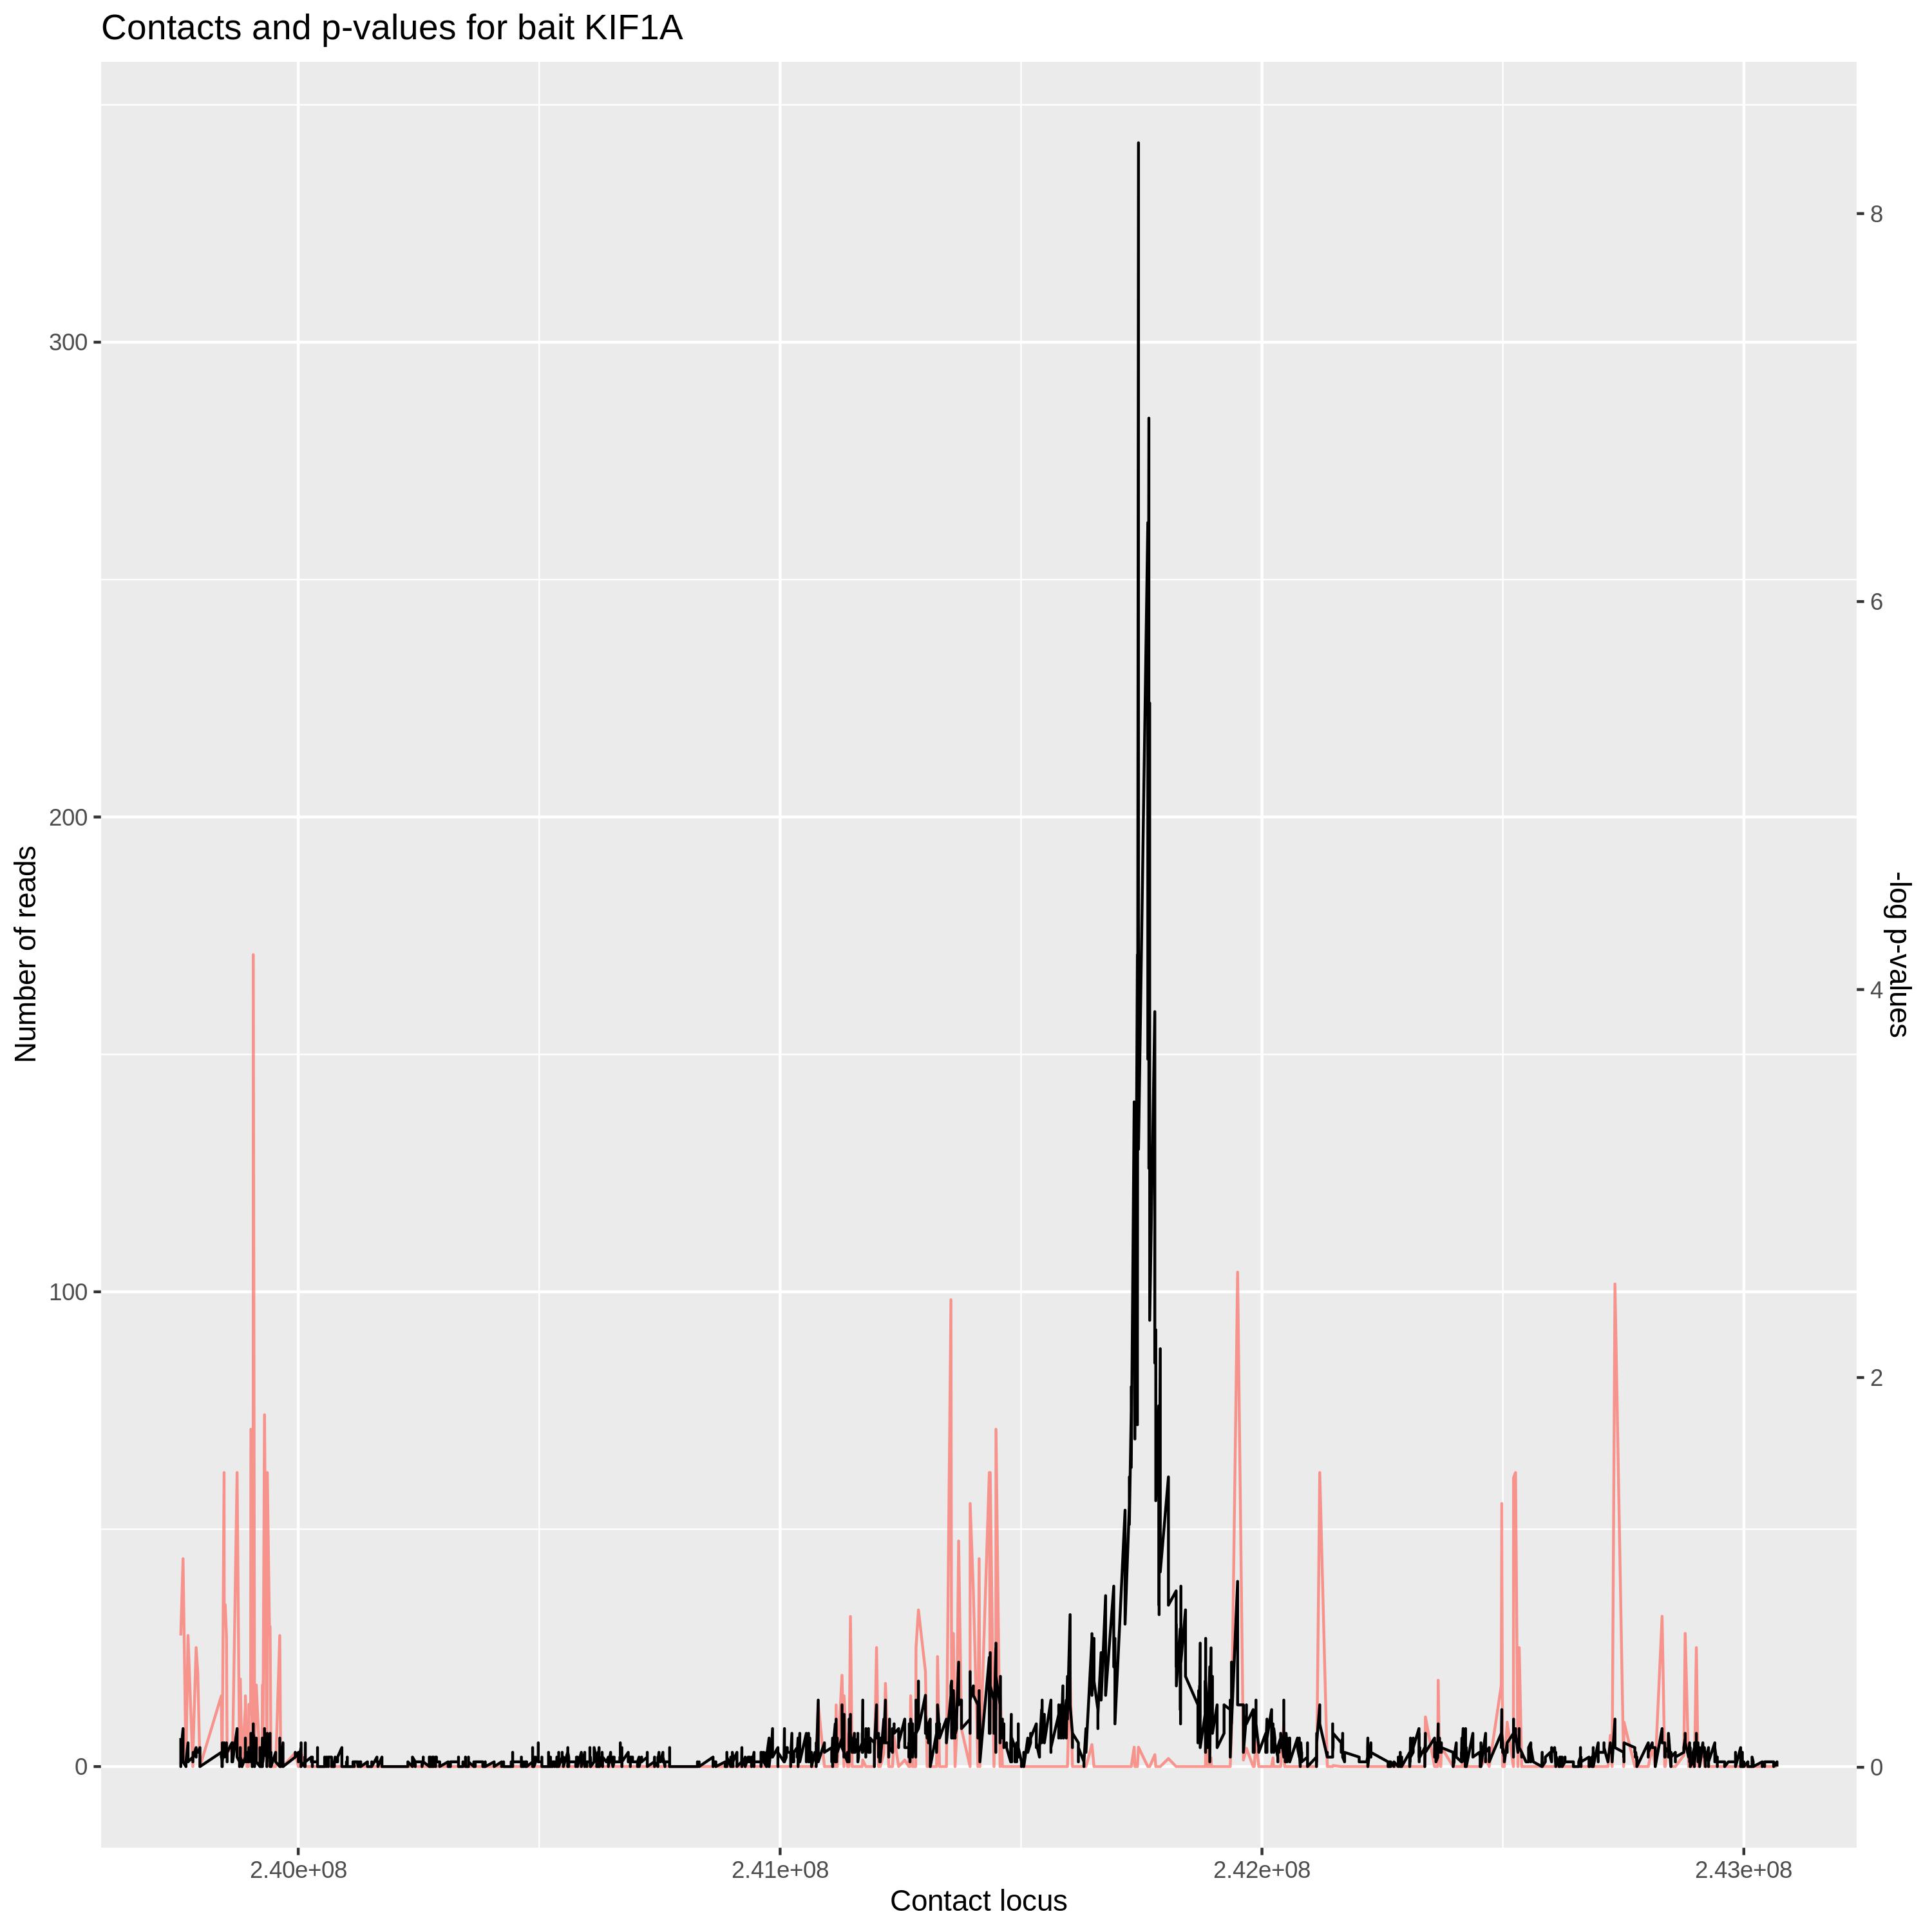 Contacts and p-values for bait KIF1A
Number of reads
300
200
100
0
8
6
4
2
0
-log p-values
2.40e+08 2.41e+08 2.42e+08 2.43e+08
Contact locus